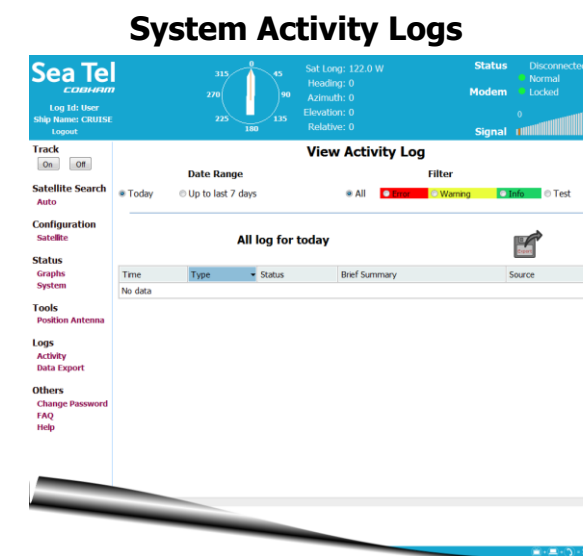 System Activity Logs
Sea Tel
COBHAM
Log Id: User
Ship Name: CRUISE
Logout
0
45
90
135
180
225
270
315
Sat Long: 122.0 W
Heading: 0
Azimuth: 0
Elevation: 0
Relative: 0
Status Disconnected
Normal
Modem Locked
0
Signal
Track
On Off
Satellite Search
Auto
Configuration
Satellite
Status
Graphs
System
Tools
Position Antenna
Logs
Activity
Data Export
Others
Change Password
FAQ
Help
View Activity Log
Date Range Filter
Today Up to last 7 days All Error Warning Info Test
All log for today
Time Type Status Brief Summary Source
No data